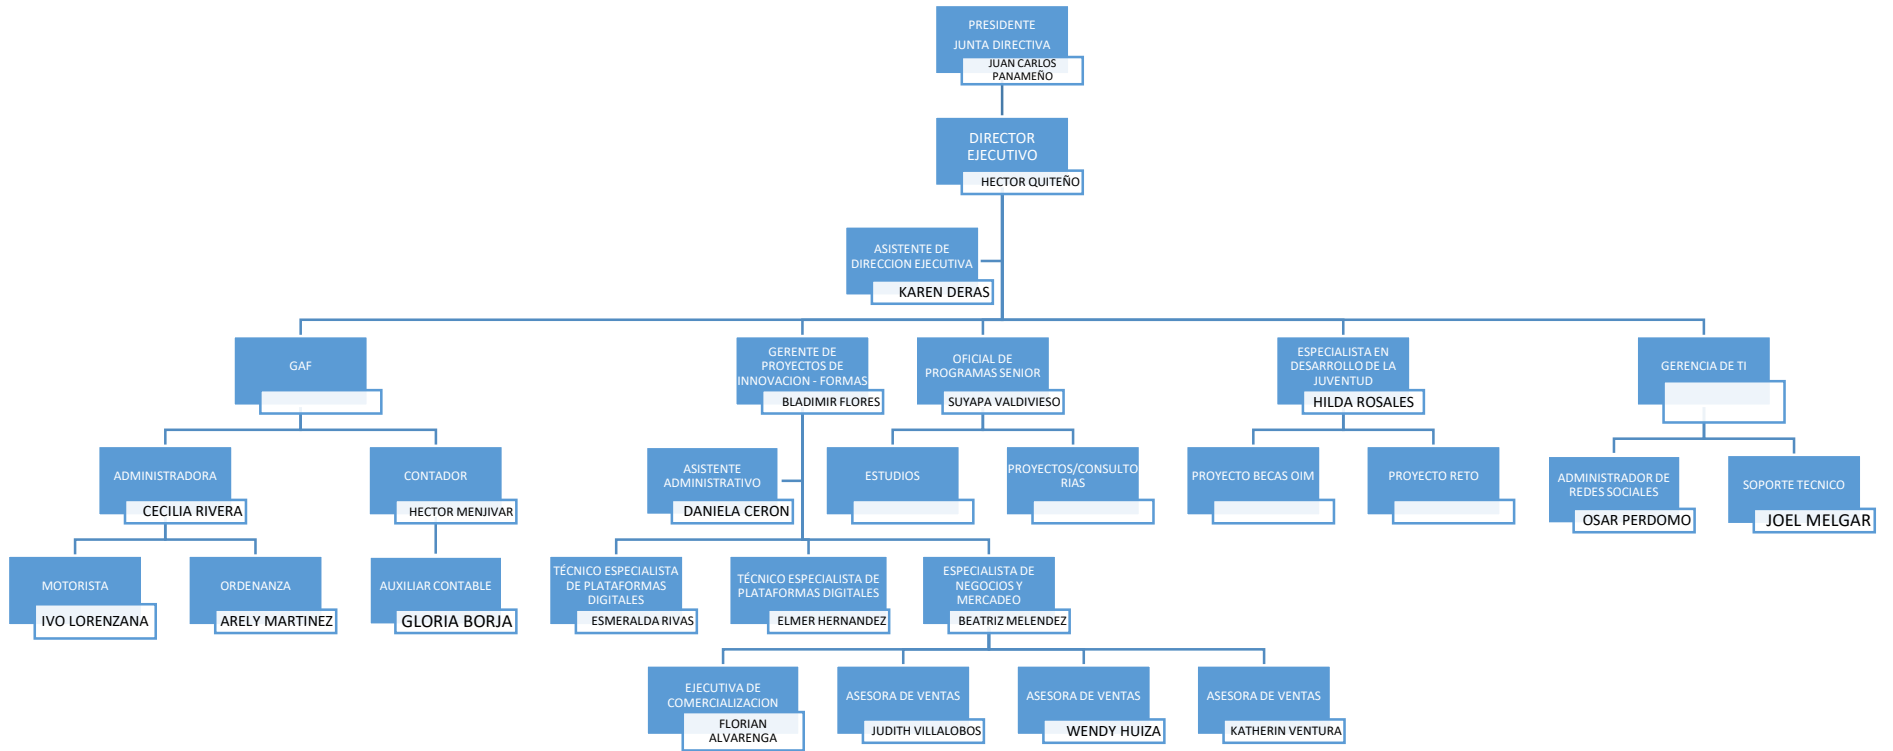 PRESIDENTE
JUNTA DIRECTIVA
JUAN CARLOS
PANAMEÑO
DIRECTOR
EJECUTIVO
HECTOR QUITEÑO
ASISTENTE DE
DIRECCION EJECUTIVA
KAREN DERAS
GAF
GERENTE DE
PROYECTOS DE
INNOVACION - FORMAS
BLADIMIR FLORES
OFICIAL DE
PROGRAMAS SENIOR
SUYAPA VALDIVIESO
ESPECIALISTA EN
DESARROLLO DE LA
JUVENTUD
HILDA ROSALES
GERENCIA DE TI
ADMINISTRADORA
CECILIA RIVERA
CONTADOR
HECTOR MENJIVAR
ASISTENTE
ADMINISTRATIVO
DANIELA CERON
ESTUDIOS
PROYECTOS/CONSULTO
RIAS
PROYECTO BECAS OIM
PROYECTO RETO
ADMINISTRADOR DE
REDES SOCIALES
OSAR PERDOMO
SOPORTE TECNICO
JOEL MELGAR
MOTORISTA
IVO LORENZANA
ORDENANZA
ARELY MARTINEZ
AUXILIAR CONTABLE
GLORIA BORJA
TÉCNICO ESPECIALISTA
DE PLATAFORMAS
DIGITALES
ESMERALDA RIVAS
TÉCNICO ESPECIALISTA DE
PLATAFORMAS DIGITALES
ELMER HERNANDEZ
ESPECIALISTA DE
NEGOCIOS Y
MERCADEO
BEATRIZ MELENDEZ
EJECUTIVA DE
COMERCIALIZACION
FLORIAN
ALVARENGA
ASESORA DE VENTAS
JUDITH VILLALOBOS
ASESORA DE VENTAS
WENDY HUIZA
ASESORA DE VENTAS
KATHERIN VENTURA